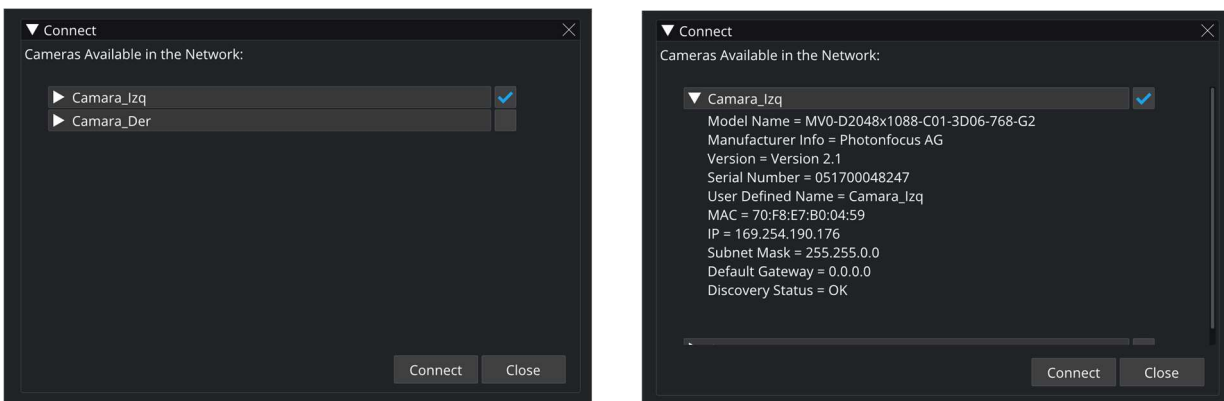 Connect
Cameras Available in the Network:
Camara_Izq
Camara_Der
Connect Close
Connect
Cameras Available in the Network:
Camara_Izq
Model Name = MV0-D2048x1088-C01-3D06-768-G2
Manufacturer Info = Photonfocus AG
Version = Version 2.1
Serial Number = 051700048247
User Defined Name = Camara_Izq
MAC = 70:F8:E7:B0:04:59
IP = 169.254.190.176
Subnet Mask = 255.255.0.0
Default Gateway = 0.0.0.0
Discovery Status = OK
Connect Close